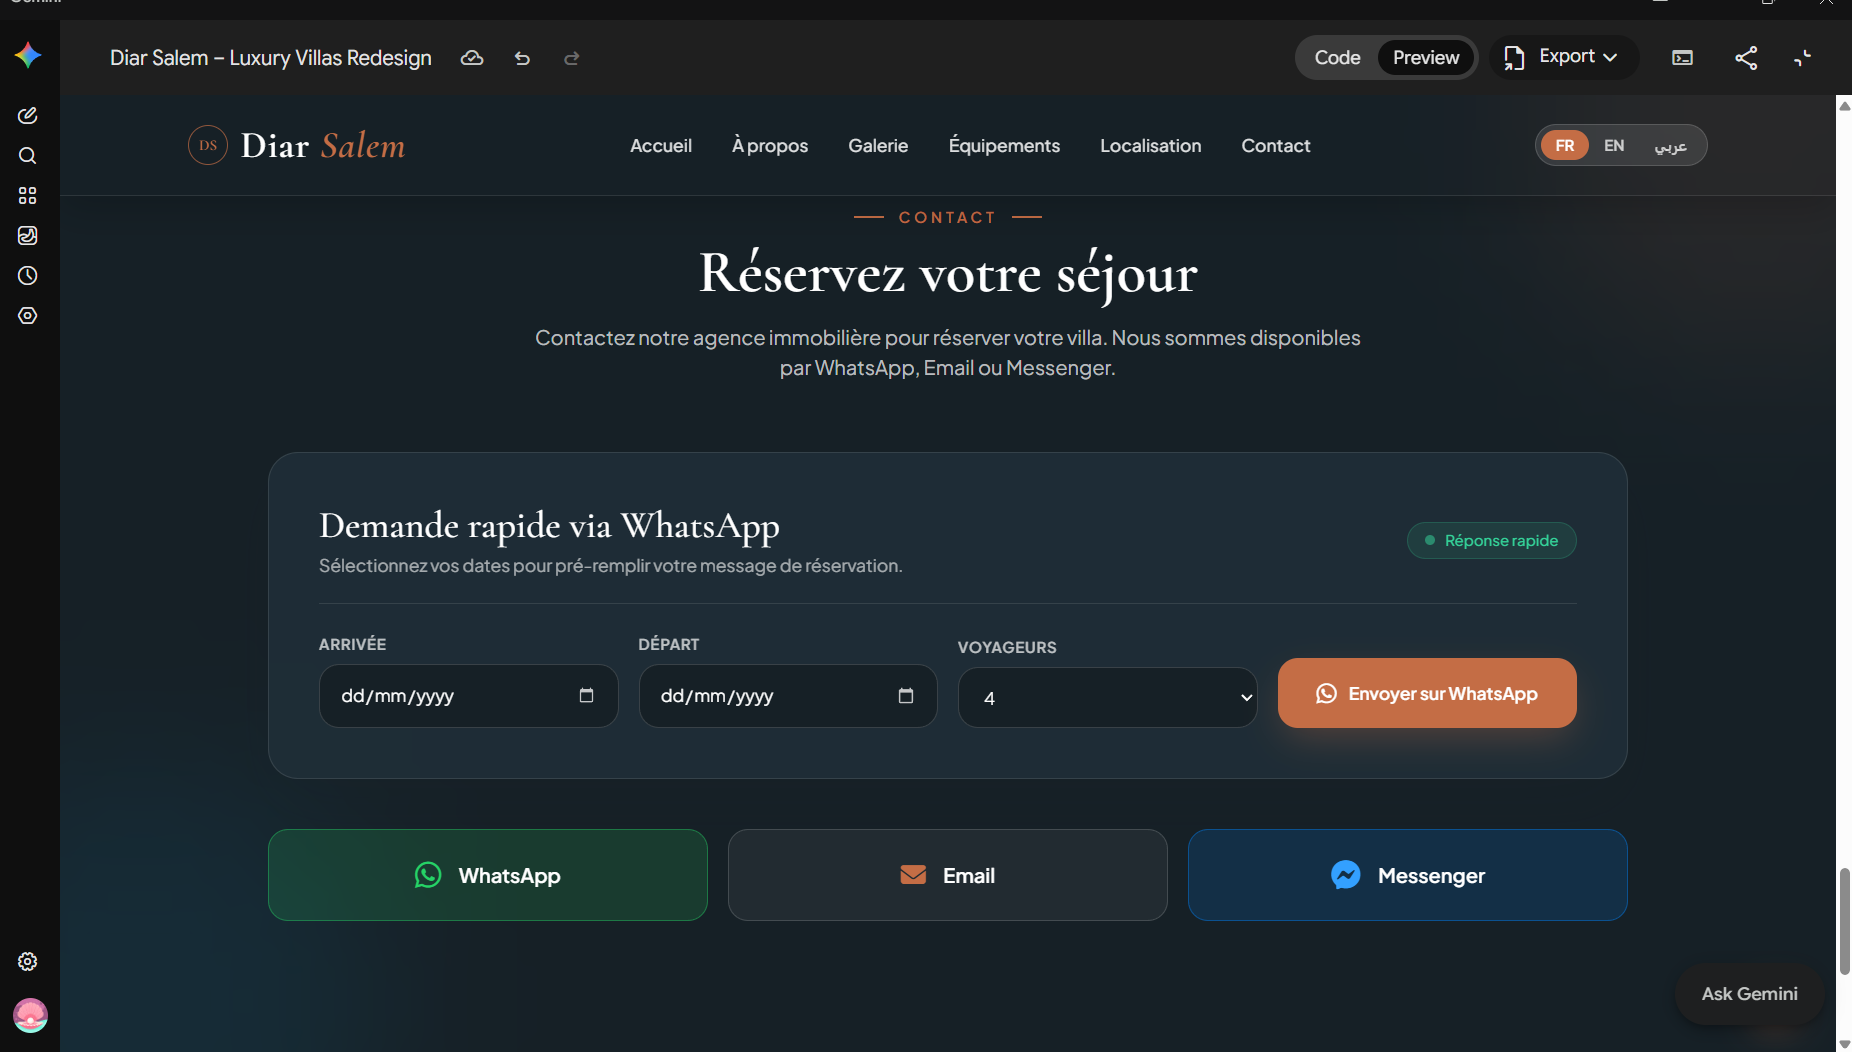 Gemini
Diar Salem – Luxury Villas Redesign
Code
Preview
Export
DS
Diar Salem
Accueil
À propos
Galerie
Équipements
Localisation
Contact
FR
EN
عربي
CONTACT
Réservez votre séjour
Contactez notre agence immobilière pour réserver votre villa. Nous sommes disponibles
par WhatsApp, Email ou Messenger.
Demande rapide via WhatsApp
Sélectionnez vos dates pour pré-remplir votre message de réservation.
Réponse rapide
ARRIVÉE
DÉPART
VOYAGEURS
dd/mm/yyyy
dd/mm/yyyy
4
Envoyer sur WhatsApp
WhatsApp
Email
Messenger
Ask Gemini